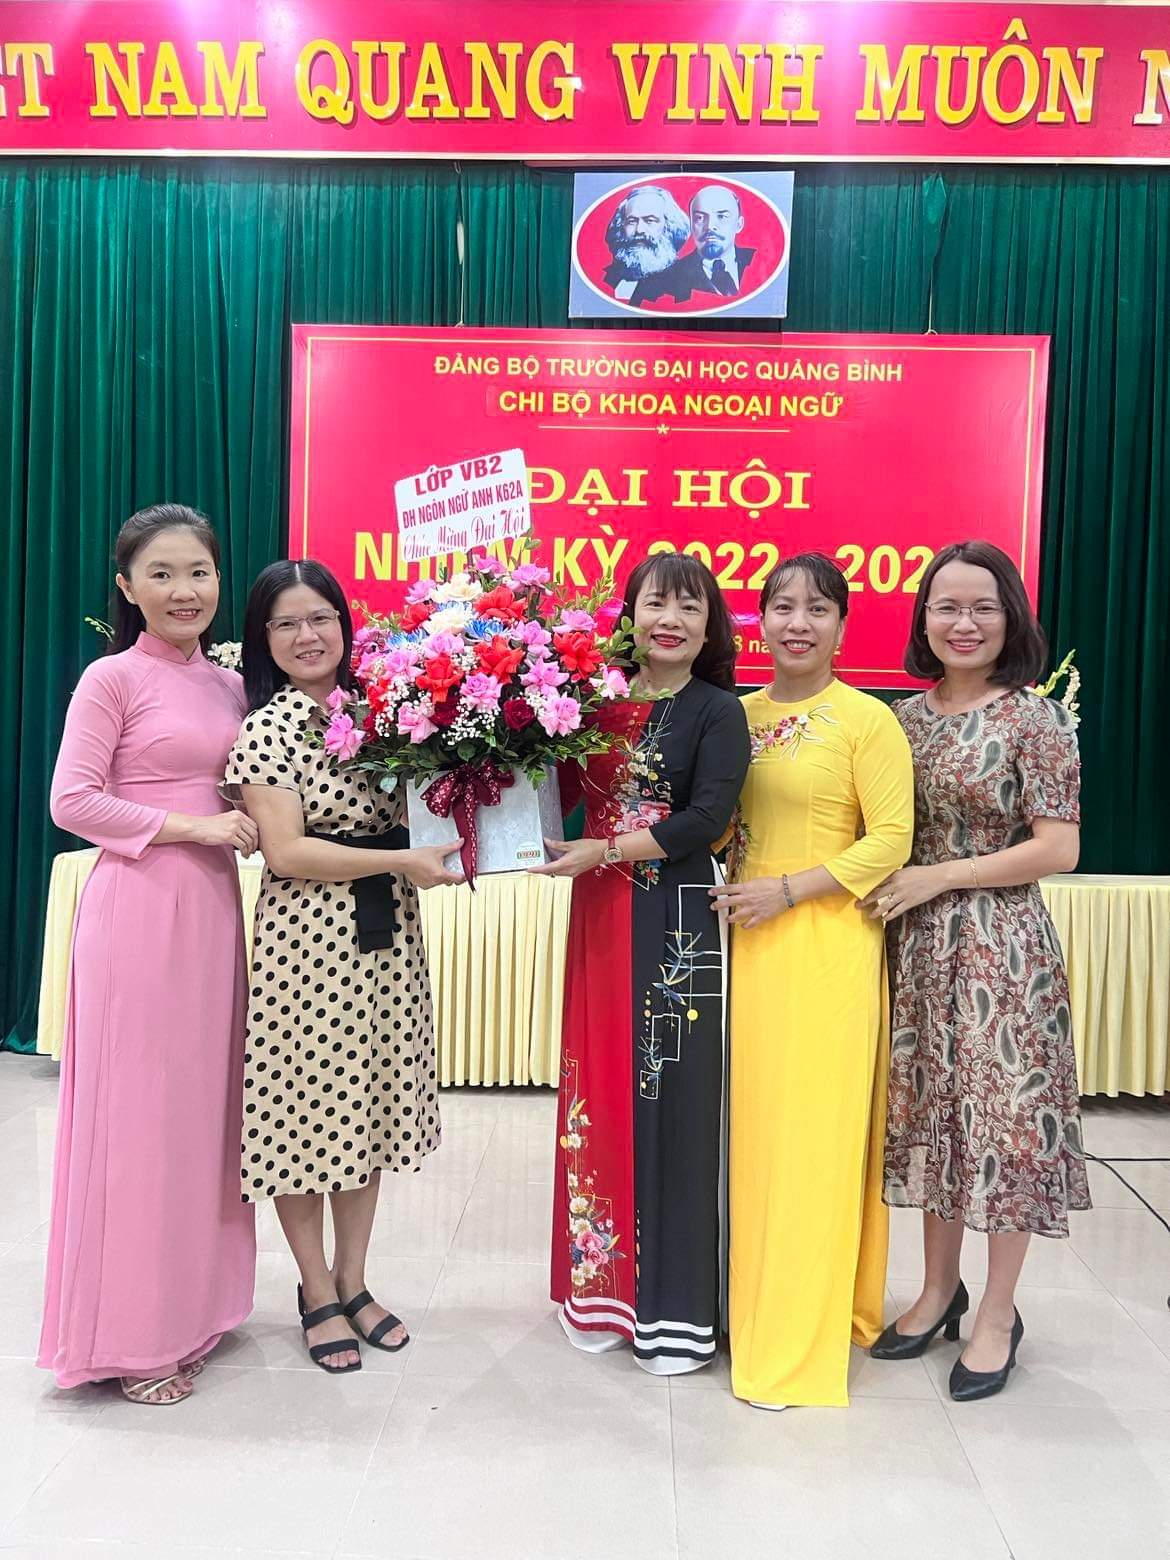 NAM QUANG VINH MUÔN
ĐẢNG BỘ TRƯỜNG ĐẠI HỌC QUẢNG BÌNH
CHI BỘ KHOA NGOẠI NGỮ
ĐẠI HỘI
KỲ 2022
LỚP VB2
ĐH NGÔN NGỮ ANH K62A
Chúc Mừng Đại Hội